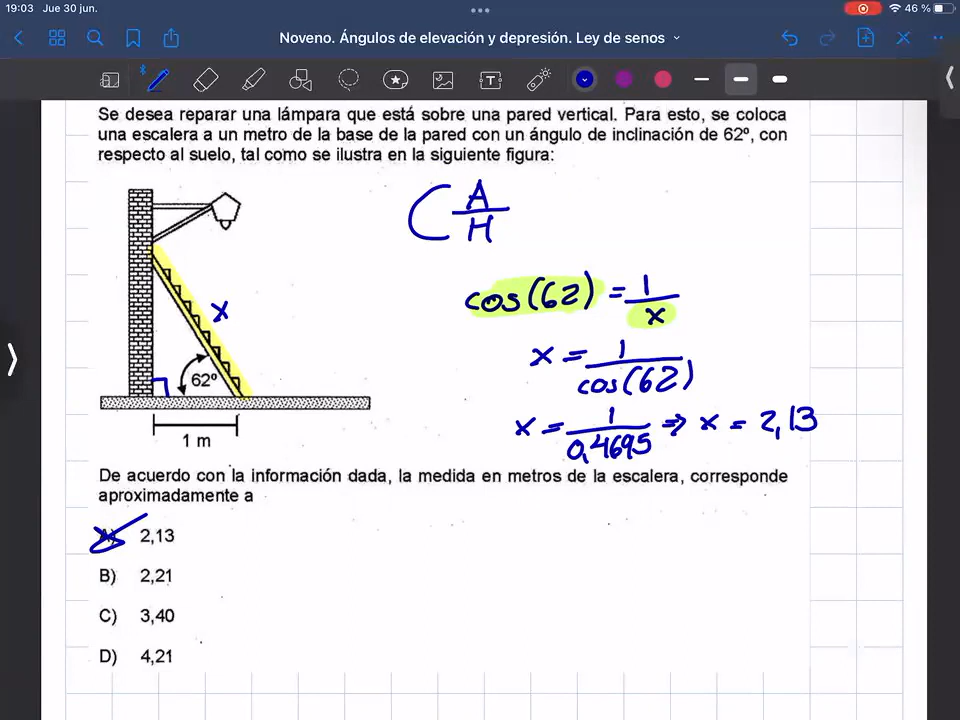 19:03 Jue 30 jun.
46 %
Noveno. Ángulos de elevación y depresión. Ley de senos
Se desea reparar una lámpara que está sobre una pared vertical. Para esto, se coloca
una escalera a un metro de la base de la pared con un ángulo de inclinación de 62º, con
respecto al suelo, tal como se ilustra en la siguiente figura:
C A/H
cos(62) = 1/x
x
x = 1/cos(62)
62º
x = 1/0,4695 ⇒ x = 2,13
1 m
De acuerdo con la información dada, la medida en metros de la escalera, corresponde
aproximadamente a
A) 2,13
B) 2,21
C) 3,40
D) 4,21